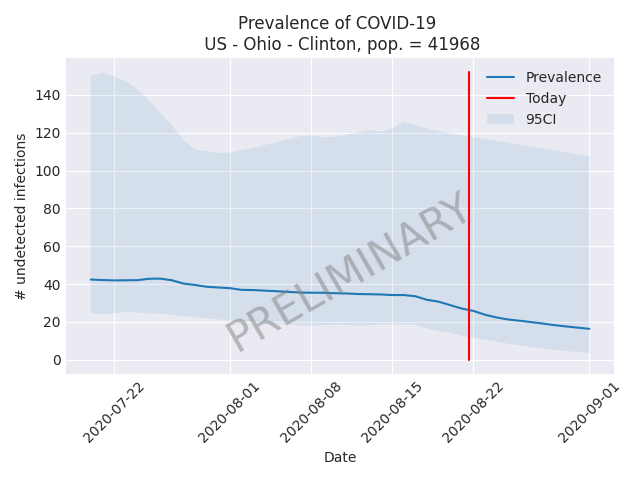 Prevalence of COVID-19
US - Ohio - Clinton, pop. = 41968
Prevalence
Today
95CI
140
120
100
80
60
40
20
0
# undetected infections
PRELIMINARY
2020-07-22
2020-08-01
2020-08-08
2020-08-15
2020-08-22
2020-09-01
Date